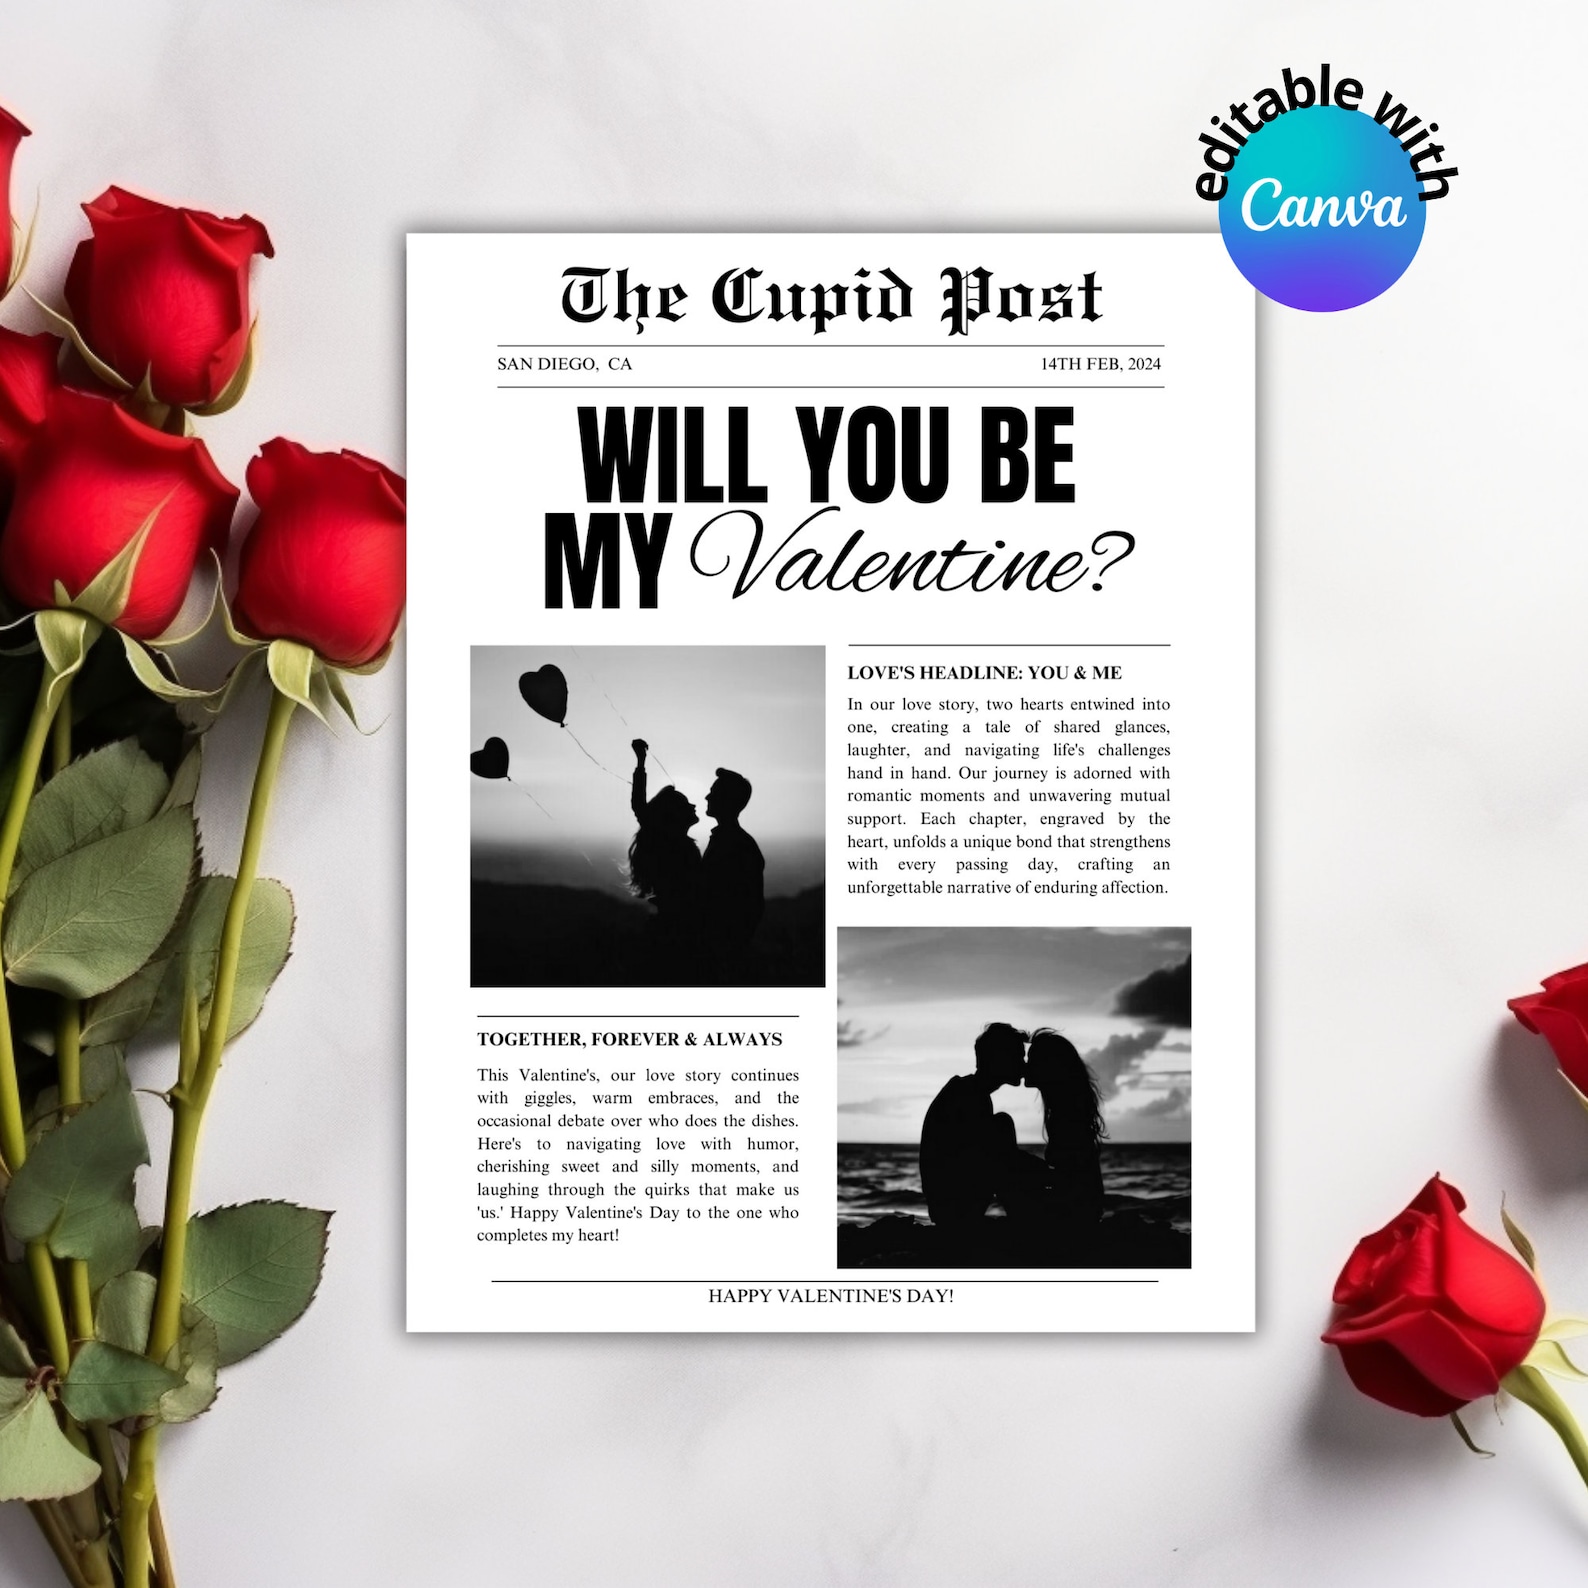 editable with
Canva
The Cupid Post
SAN DIEGO, CA
14TH FEB, 2024
WILL YOU BE
MY Valentine?
LOVE'S HEADLINE: YOU & ME
In our love story, two hearts entwined into
one, creating a tale of shared glances,
laughter, and navigating life's challenges
hand in hand. Our journey is adorned with
romantic moments and unwavering mutual
support. Each chapter, engraved by the
heart, unfolds a unique bond that strengthens
with every passing day, crafting an
unforgettable narrative of enduring affection.
TOGETHER, FOREVER & ALWAYS
This Valentine's, our love story continues
with giggles, warm embraces, and the
occasional debate over who does the dishes.
Here's to navigating love with humor,
cherishing sweet and silly moments, and
laughing through the quirks that make us
'us.' Happy Valentine's Day to the one who
completes my heart!
HAPPY VALENTINE'S DAY!